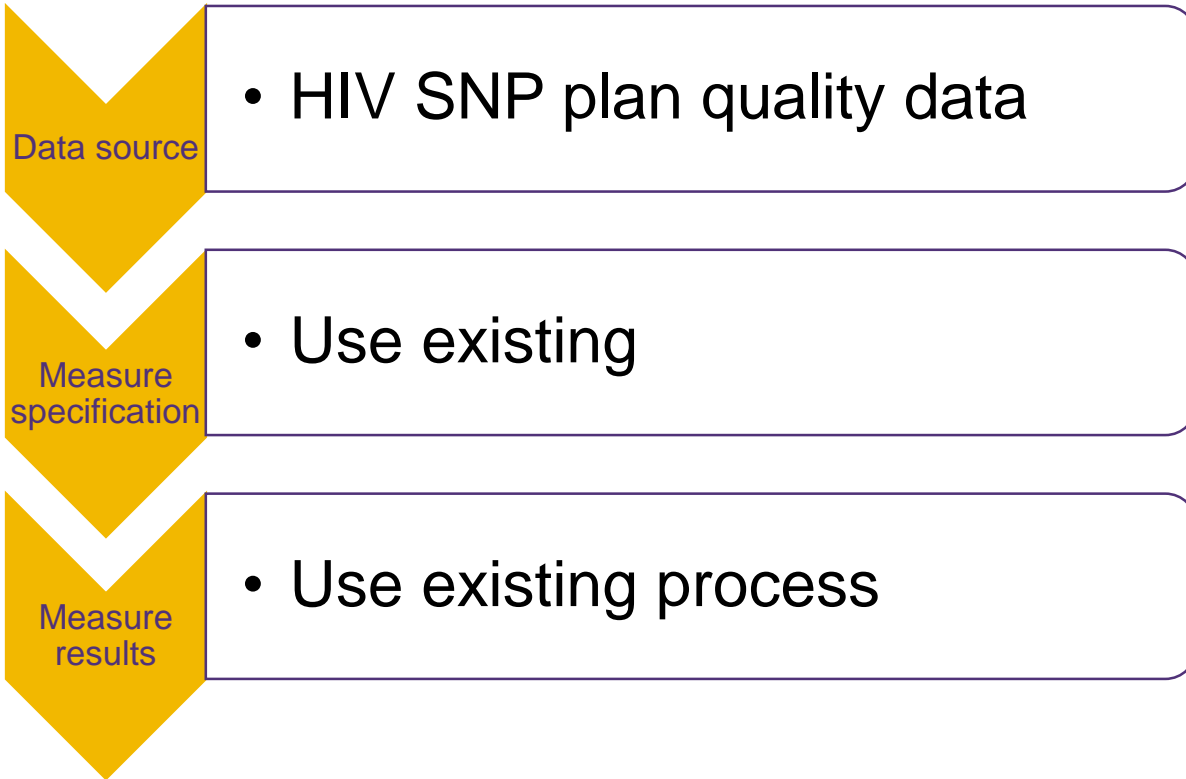 Data source
• HIV SNP plan quality data
Measure
specification
• Use existing
Measure
results
• Use existing process